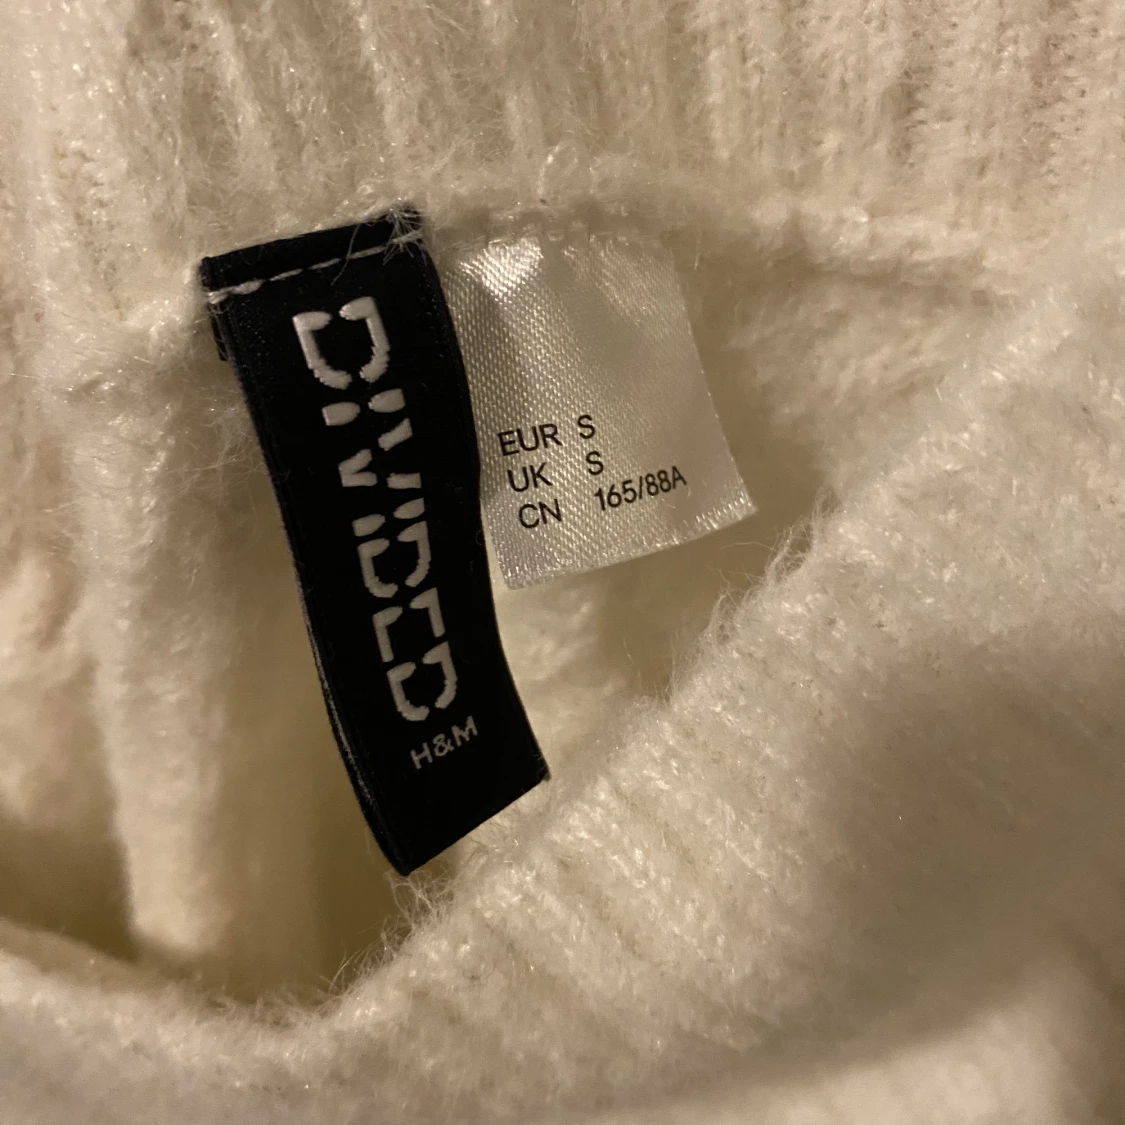 DIVIDED
H&M
EUR S
UK S
CN 165/88A